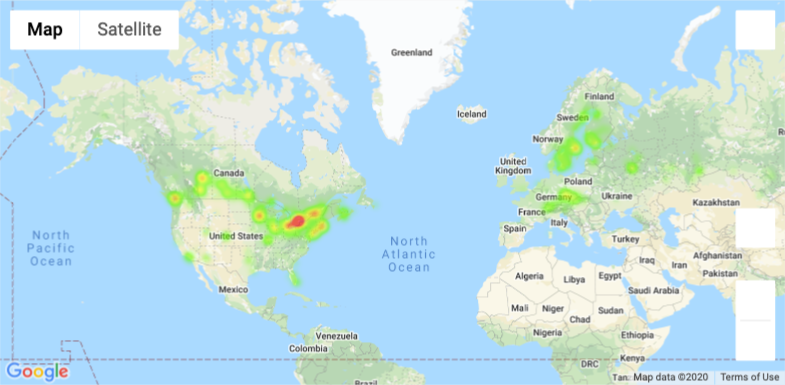 Map
Satellite
Greenland
Finland
Iceland
Sweden
Norway
Canada
United
Kingdom
Poland
Germany
Ukraine
France
Kazakhstan
Italy
Spain
United States
North
Pacific
Ocean
North
Atlantic
Ocean
Turkey
Afghanistan
Iraq
Iran
Pakistan
Algeria
Libya
Egypt
Saudi Arabia
Mexico
Mali
Niger
Sudan
Chad
Nigeria
Ethiopia
Venezuela
Colombia
DRC
Kenya
Google
Brazil
Tan
Map data ©2020
Terms of Use